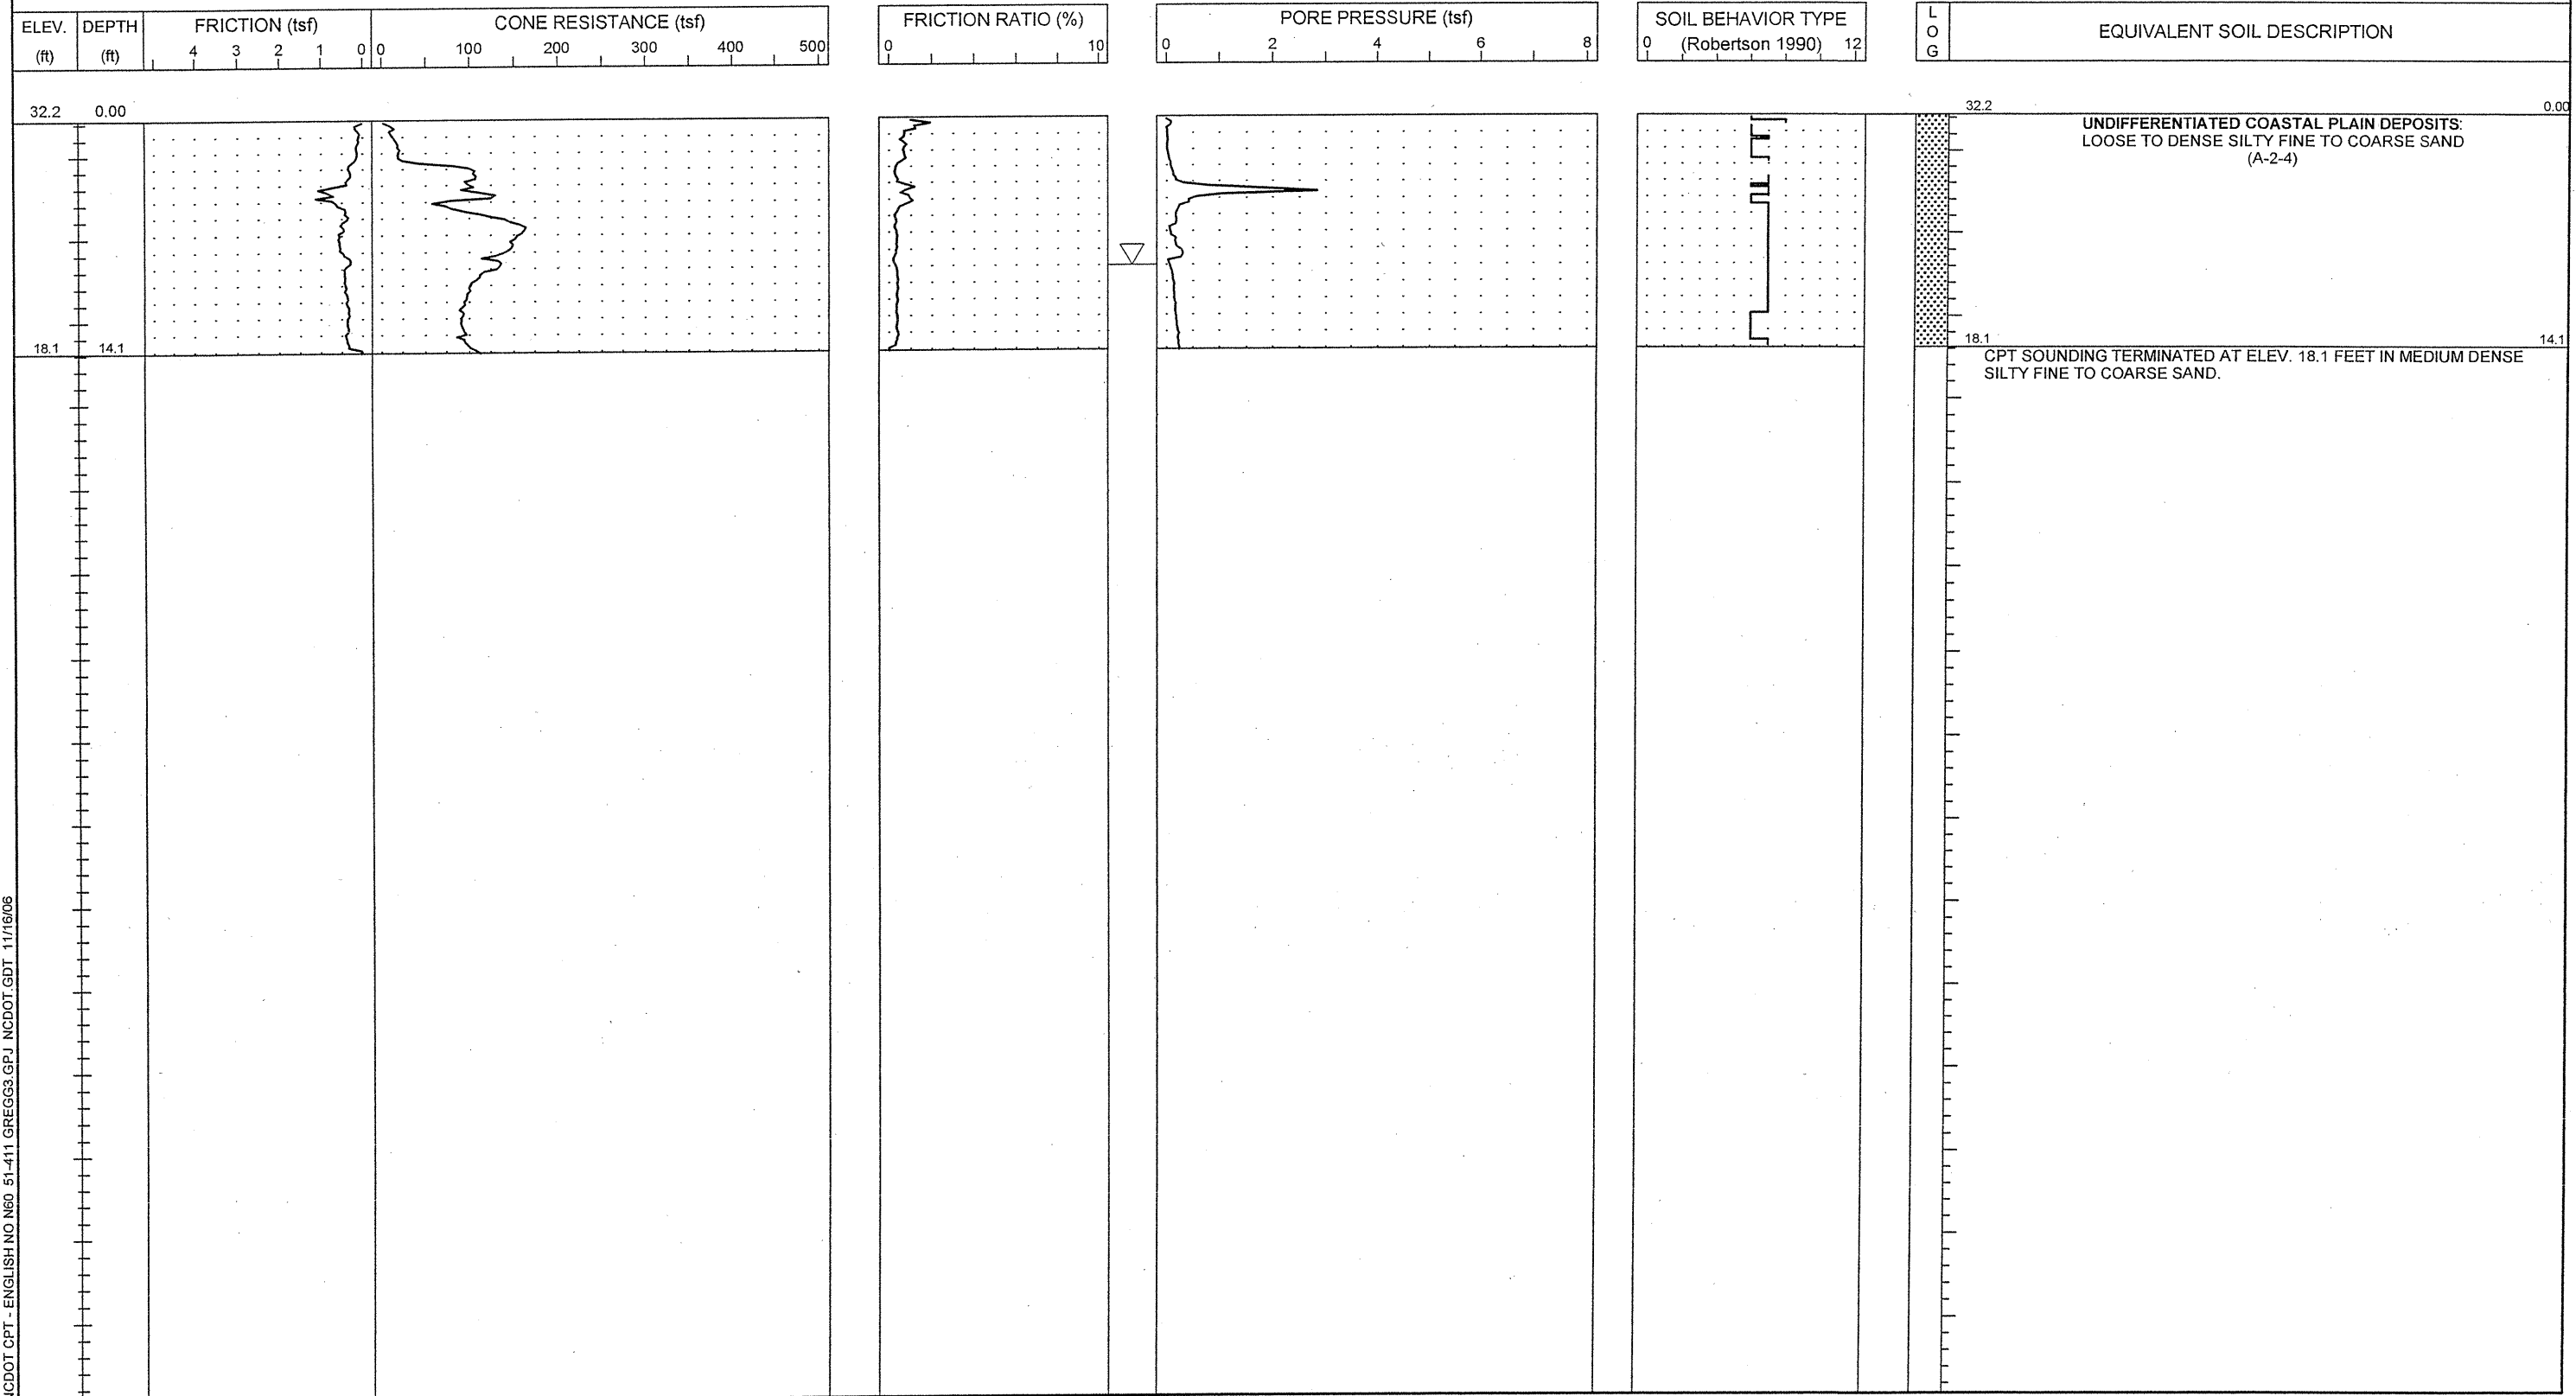 ELEV. DEPTH FRICTION (tsf) CONE RESISTANCE (tsf) FRICTION RATIO (%) PORE PRESSURE (tsf) SOIL BEHAVIOR TYPE L
(ft) (ft) 4 3 2 1 0 0 100 200 300 400 500 0 10 0 2 4 6 8 0 (Robertson 1990) 12 O EQUIVALENT SOIL DESCRIPTION
G
32.2 0.00 32.2 0.00
UNDIFFERENTIATED COASTAL PLAIN DEPOSITS:
LOOSE TO DENSE SILTY FINE TO COARSE SAND
(A-2-4)
18.1 14.1 18.1 14.1
CPT SOUNDING TERMINATED AT ELEV. 18.1 FEET IN MEDIUM DENSE
SILTY FINE TO COARSE SAND.
NCDOT CPT - ENGLISH NO N60 51-411 GREGG3.GPJ NCDOT.GDT 11/16/06